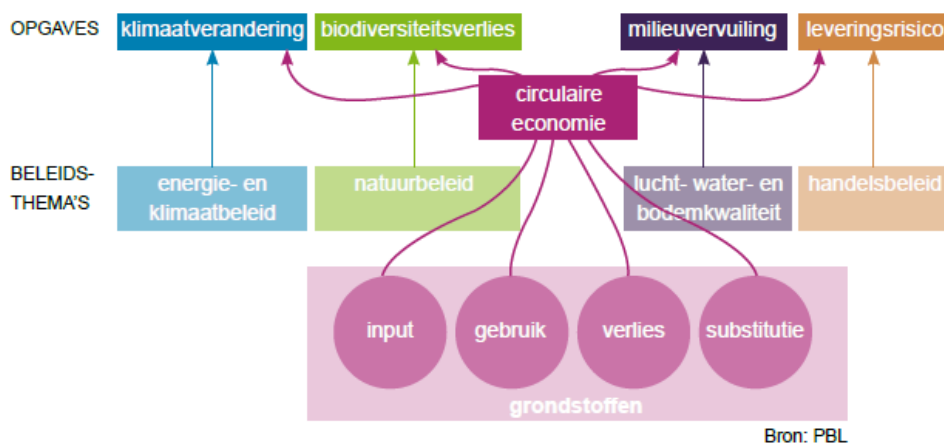 OPGAVES
klimaatverandering
biodiversiteitsverlies
milieuvervuiling
leveringsrisico
circulaire
economie
BELEIDS-
THEMA'S
energie- en
klimaatbeleid
natuurbeleid
lucht- water- en
bodemkwaliteit
handelsbeleid
input
gebruik
verlies
substitutie
grondstoffen
Bron: PBL